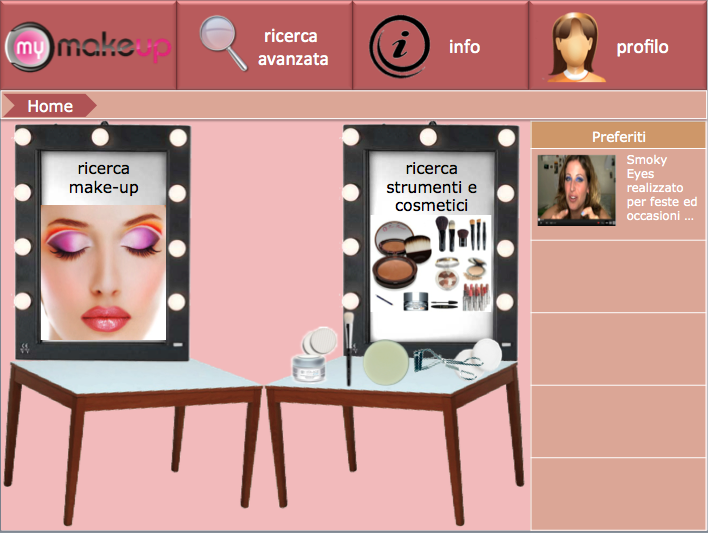 my makeup
ricerca
avanzata
info
profilo
Home
ricerca
make-up
ricerca
strumenti e
cosmetici
Preferiti
Smoky
Eyes
realizzato
per feste ed
occasioni ...